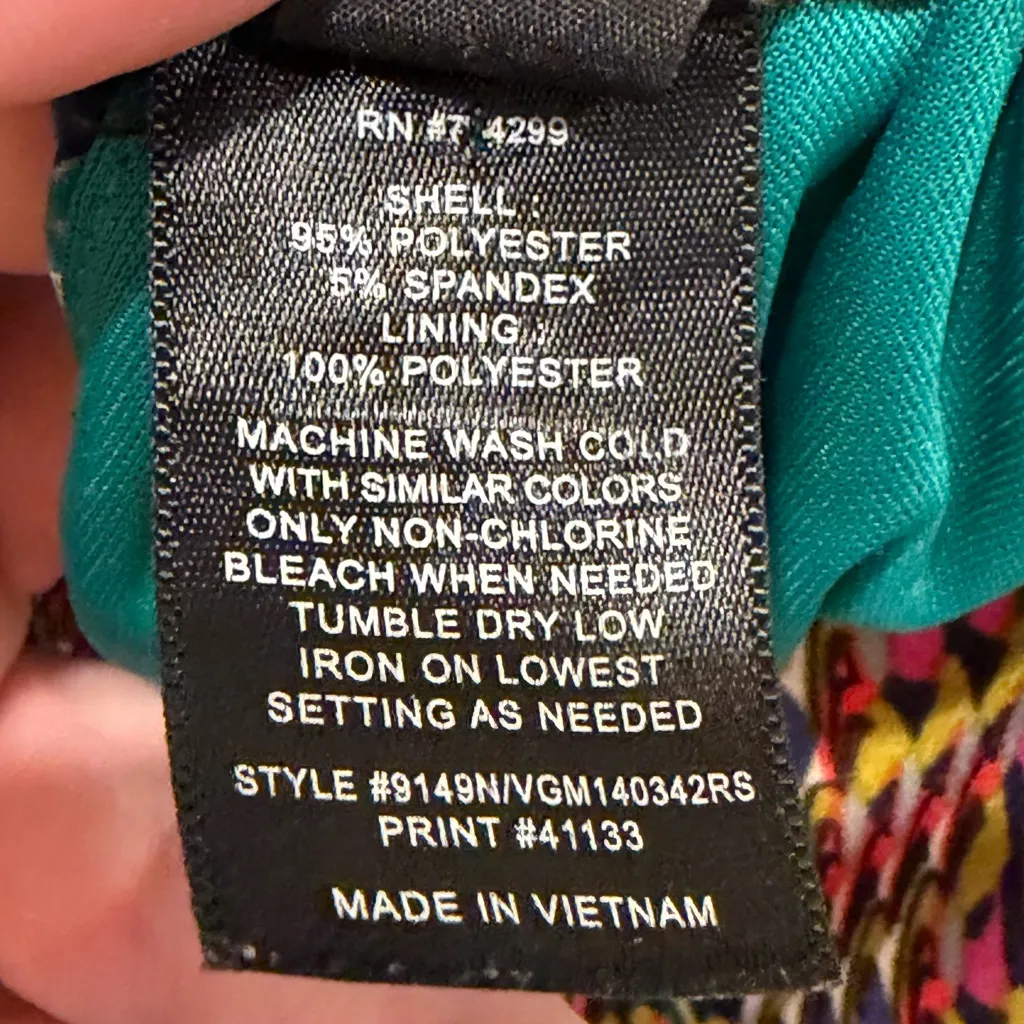 RN #7 4299
SHELL :
95% POLYESTER
5% SPANDEX
LINING :
100% POLYESTER
MACHINE WASH COLD
WITH SIMILAR COLORS
ONLY NON-CHLORINE
BLEACH WHEN NEEDED
TUMBLE DRY LOW
IRON ON LOWEST
SETTING AS NEEDED
STYLE #9149N/VGM140342RS
PRINT #41133
MADE IN VIETNAM